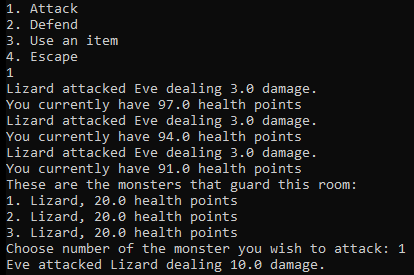 1. Attack
2. Defend
3. Use an item
4. Escape
1
Lizard attacked Eve dealing 3.0 damage.
You currently have 97.0 health points
Lizard attacked Eve dealing 3.0 damage.
You currently have 94.0 health points
Lizard attacked Eve dealing 3.0 damage.
You currently have 91.0 health points
These are the monsters that guard this room:
1. Lizard, 20.0 health points
2. Lizard, 20.0 health points
3. Lizard, 20.0 health points
Choose number of the monster you wish to attack: 1
Eve attacked Lizard dealing 10.0 damage.